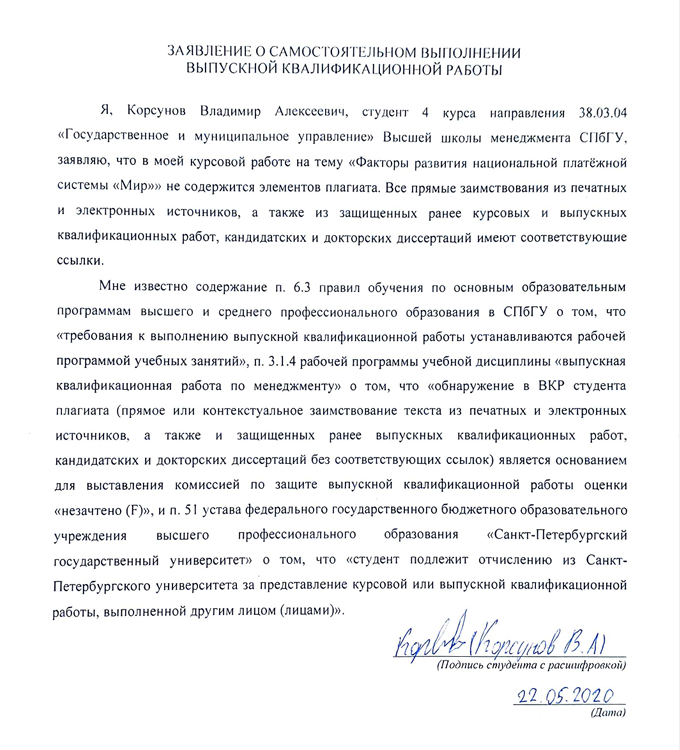 ЗАЯВЛЕНИЕ О САМОСТОЯТЕЛЬНОМ ВЫПОЛНЕНИИ
ВЫПУСКНОЙ КВАЛИФИКАЦИОННОЙ РАБОТЫ
Я, Корсунов Владимир Алексеевич, студент 4 курса направления 38.03.04
«Государственное и муниципальное управление» Высшей школы менеджмента СПбГУ,
заявляю, что в моей курсовой работе на тему «Факторы развития национальной платёжной
системы «Мир»» не содержится элементов плагиата. Все прямые заимствования из печатных
и электронных источников, а также из защищенных ранее курсовых и выпускных
квалификационных работ, кандидатских и докторских диссертаций имеют соответствующие
ссылки.
Мне известно содержание п. 6.3 правил обучения по основным образовательным
программам высшего и среднего профессионального образования в СПбГУ о том, что
«требования к выполнению выпускной квалификационной работы устанавливаются рабочей
программой учебных занятий», п. 3.1.4 рабочей программы учебной дисциплины «выпускная
квалификационная работа по менеджменту» о том, что «обнаружение в ВКР студента
плагиата (прямое или контекстуальное заимствование текста из печатных и электронных
источников, а также и защищенных ранее выпускных квалификационных работ,
кандидатских и докторских диссертаций без соответствующих ссылок) является основанием
для выставления комиссией по защите выпускной квалификационной работы оценки
«незачтено (F)», и п. 51 устава федерального государственного бюджетного образовательного
учреждения высшего профессионального образования «Санкт-Петербургский
государственный университет» о том, что «студент подлежит отчислению из Санкт-
Петербургского университета за представление курсовой или выпускной квалификационной
работы, выполненной другим лицом (лицами)».
(Корсунов В.А)
(Подпись студента с расшифровкой)
22.05.2020
(Дата)